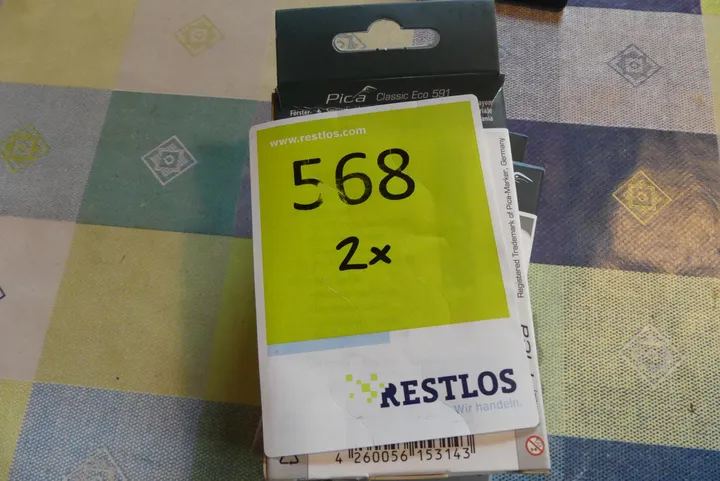 Pica Classic Eco 591
Förster-
www.restlos.com
568
2x
RESTLOS
Wir handeln.
Registered Trademark of Pica-Marker, Germany
4 260056 153143